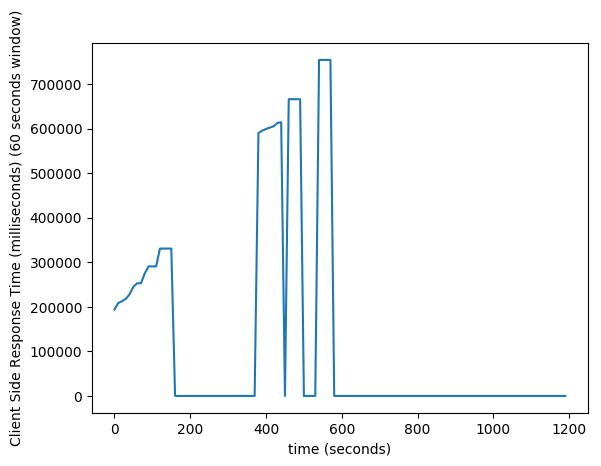 Client Side Response Time (milliseconds) (60 seconds window)
700000
600000
500000
400000
300000
200000
100000
0
0 200 400 600 800 1000 1200
time (seconds)